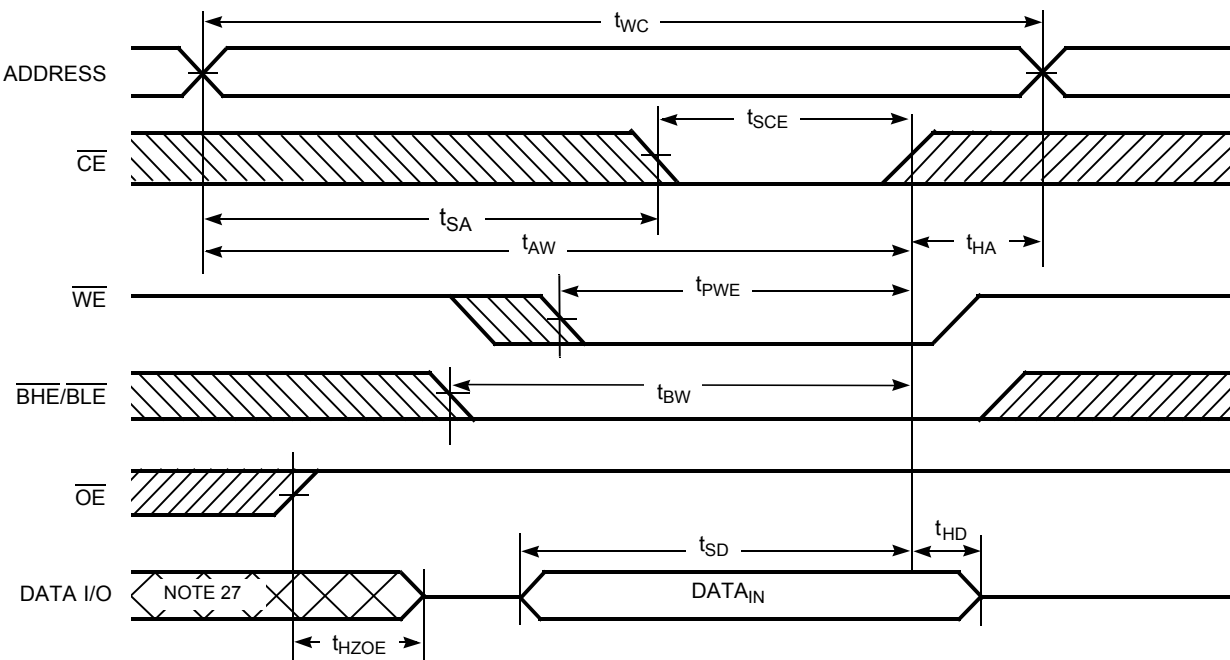 tWC
ADDRESS
tSCE
CE
tSA
tAW
tHA
WE
tPWE
BHE/BLE
tBW
OE
tSD
tHD
DATA I/O
NOTE 27
DATAIN
tHZOE